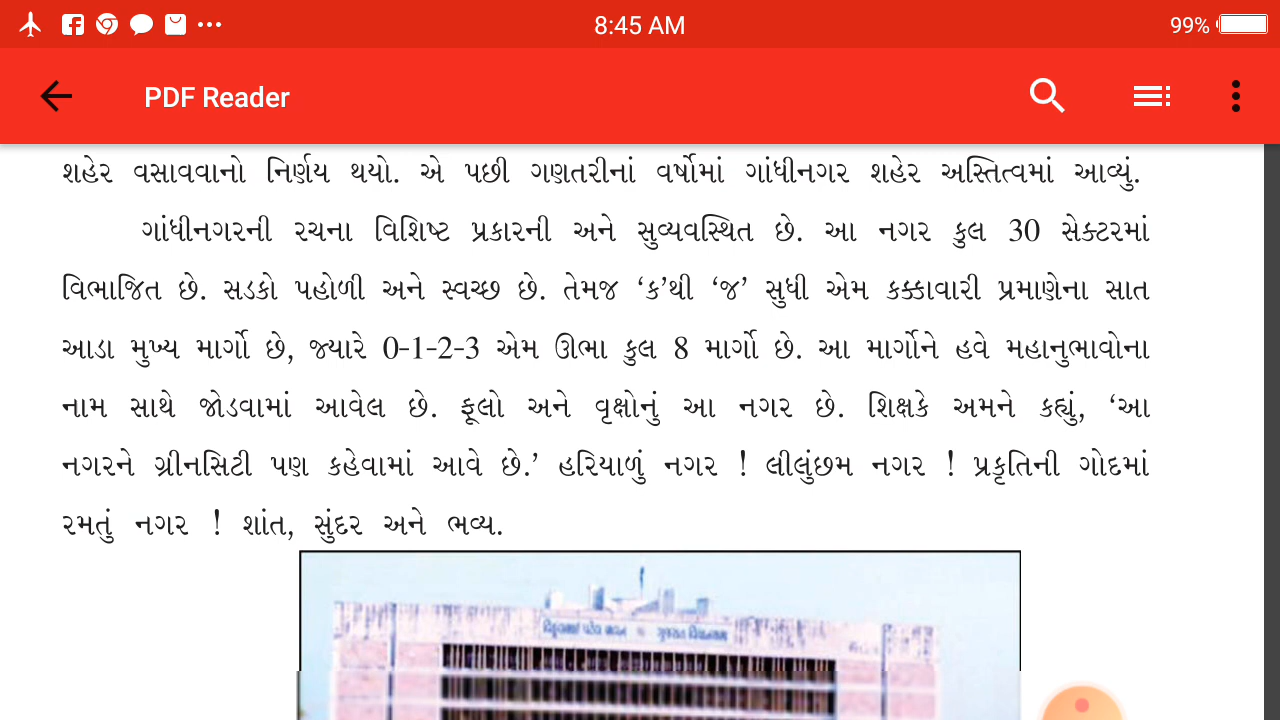 8:45 AM
99%
PDF Reader
શહેર વસાવવાનો નિર્ણય થયો. એ પછી ગણતરીનાં વર્ષોમાં ગાંધીનગર શહેર અસ્તિત્વમાં આવ્યું.
ગાંધીનગરની રચના વિશિષ્ટ પ્રકારની અને સુવ્યવસ્થિત છે. આ નગર કુલ 30 સેક્ટરમાં
વિભાજિત છે. સડકો પહોળી અને સ્વચ્છ છે. તેમજ ‘ક’થી ‘જ’ સુધી એમ કક્કાવારી પ્રમાણેના સાત
આડા મુખ્ય માર્ગો છે, જ્યારે 0-1-2-3 એમ ઊભા કુલ 8 માર્ગો છે. આ માર્ગોને હવે મહાનુભાવોના
નામ સાથે જોડવામાં આવેલ છે. ફૂલો અને વૃક્ષોનું આ નગર છે. શિક્ષકે અમને કહ્યું, ‘આ
નગરને ગ્રીનસિટી પણ કહેવામાં આવે છે.’ હરિયાળું નગર ! લીલુંછમ નગર ! પ્રકૃતિની ગોદમાં
રમતું નગર ! શાંત, સુંદર અને ભવ્ય.